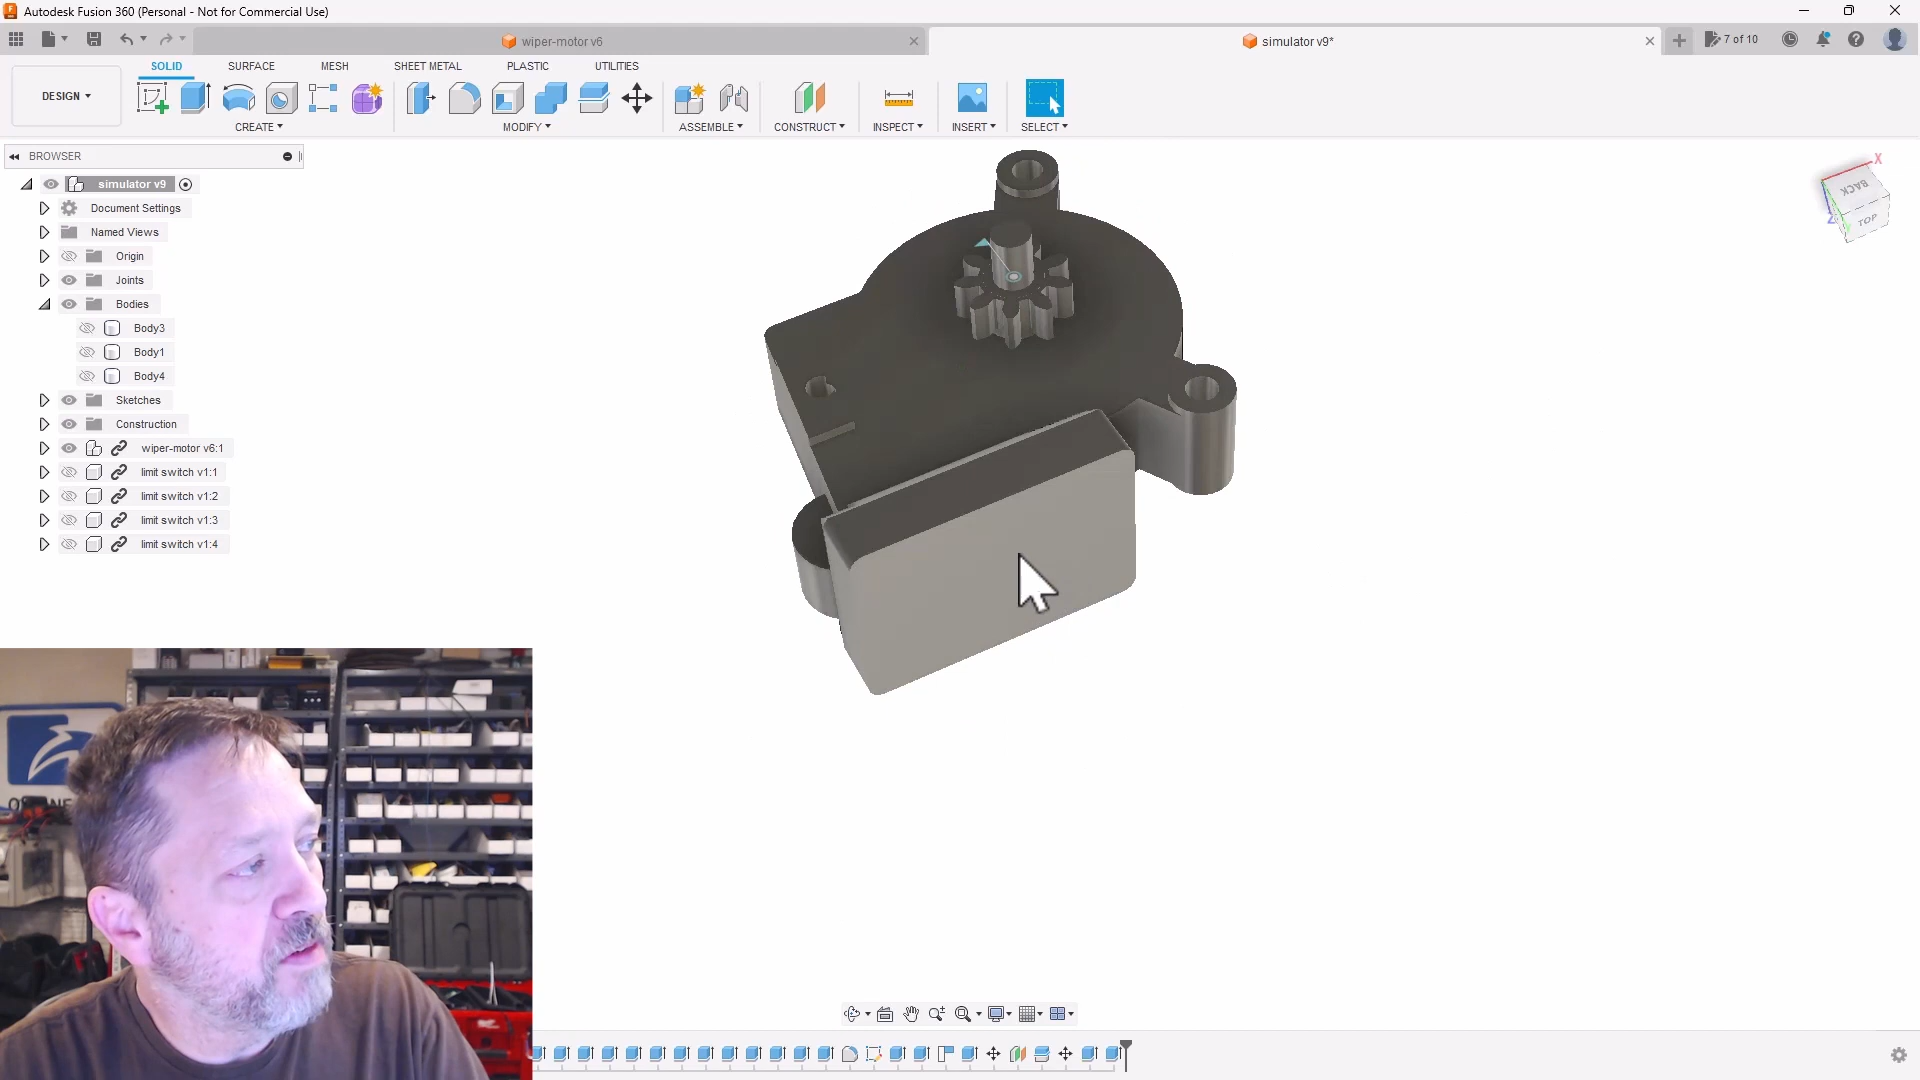 Autodesk Fusion 360 (Personal - Not for Commercial Use)
wiper-motor v6
simulator v9*
7 of 10
DESIGN
SOLID
SURFACE
MESH
SHEET METAL
PLASTIC
UTILITIES
CREATE
MODIFY
ASSEMBLE
CONSTRUCT
INSPECT
INSERT
SELECT
BROWSER
simulator v9
Document Settings
Named Views
Origin
Joints
Bodies
Body3
Body1
Body4
Sketches
Construction
wiper-motor v6:1
limit switch v1:1
limit switch v1:2
limit switch v1:3
limit switch v1:4
X
BACK
TOP
Z